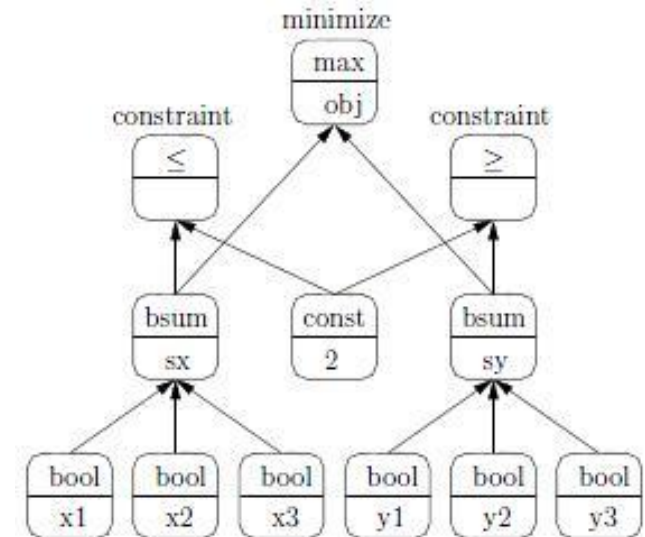 minimize
max
obj
constraint
constraint
≤
≥
bsum
const
bsum
sx
2
sy
bool
bool
bool
bool
bool
bool
x1
x2
x3
y1
y2
y3